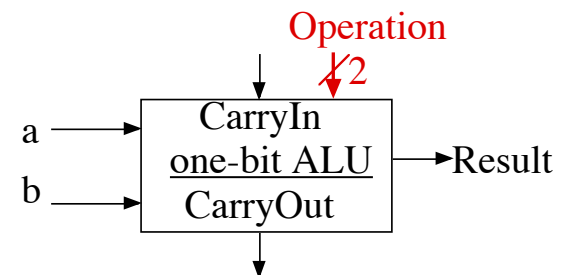 Operation
2
CarryIn
a
one-bit ALU
Result
b
CarryOut